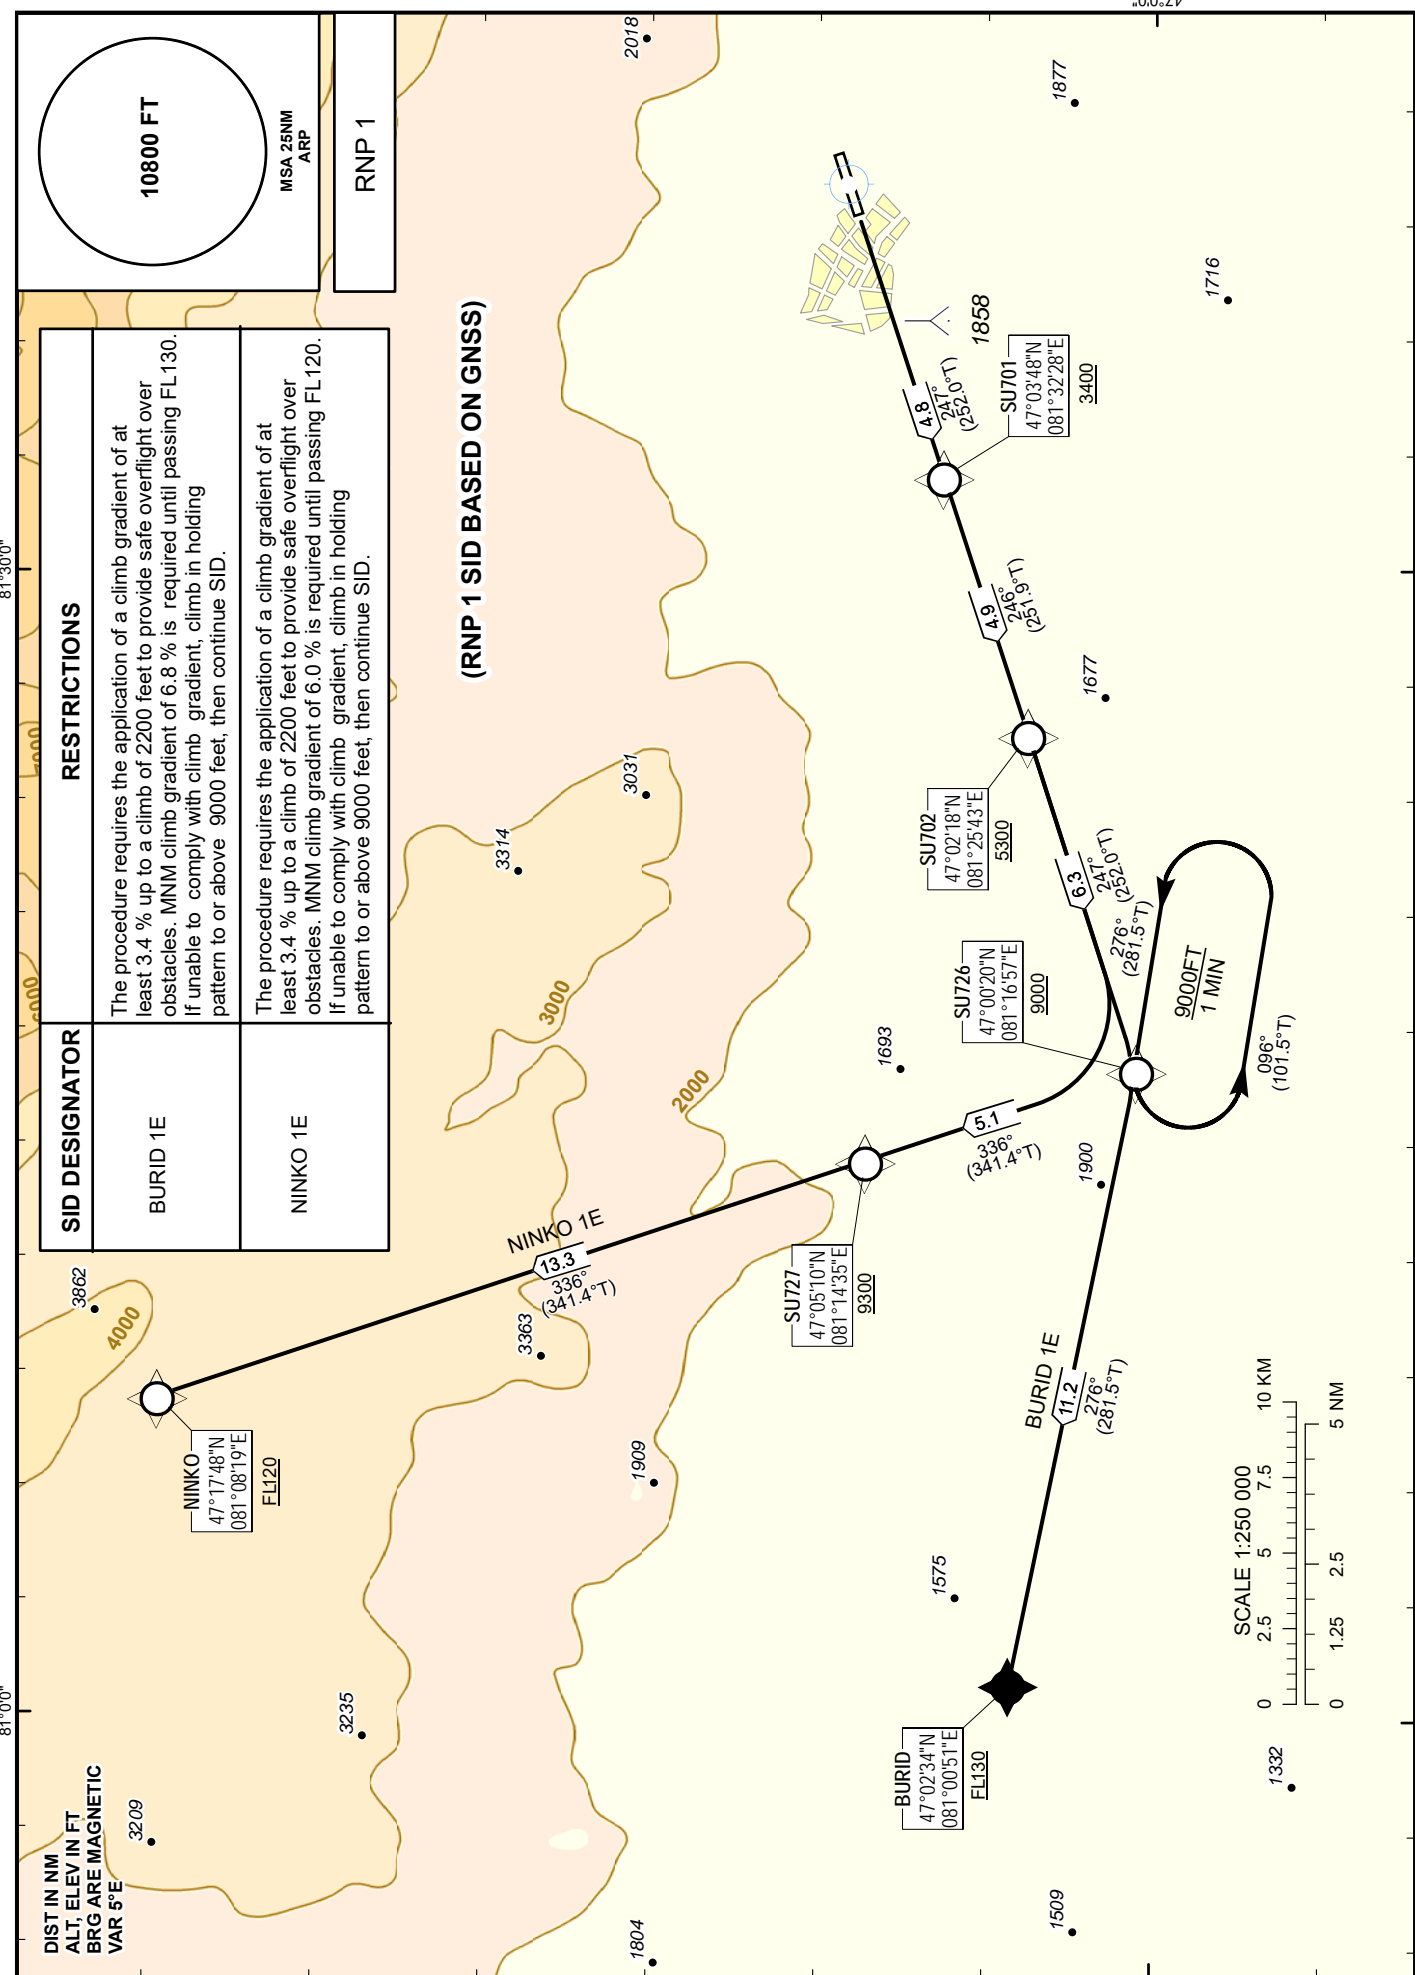 DIST IN NM
ALT, ELEV IN FT
BRG ARE MAGNETIC
VAR 5°E
SID DESIGNATOR
RESTRICTIONS
BURID 1E
The procedure requires the application of a climb gradient of at
least 3.4 % up to a climb of 2200 feet to provide safe overflight over
obstacles. MNM climb gradient of 6.8 % is required until passing FL130.
If unable to comply with climb gradient, climb in holding
pattern to or above 9000 feet, then continue SID.
NINKO 1E
The procedure requires the application of a climb gradient of at
least 3.4 % up to a climb of 2200 feet to provide safe overflight over
obstacles. MNM climb gradient of 6.0 % is required until passing FL120.
If unable to comply with climb gradient, climb in holding
pattern to or above 9000 feet, then continue SID.
10800 FT
MSA 25NM
ARP
RNP 1
(RNP 1 SID BASED ON GNSS)
81°0'0"
81°30'0"
47°0'0"
3209
3862
4000
6000
7000
3235
3363
3314
3031
3000
2000
2018
1909
1804
1877
1716
1858
1677
1693
1900
1575
1509
1332
NINKO
47°17'48"N
081°08'19"E
FL120
NINKO 1E
13.3
336°
(341.4°T)
SU727
47°05'10"N
081°14'35"E
9300
5.1
336°
(341.4°T)
SU726
47°00'20"N
081°16'57"E
9000
SU702
47°02'18"N
081°25'43"E
5300
SU701
47°03'48"N
081°32'28"E
3400
4.8
247°
(252.0°T)
4.9
246°
(251.9°T)
6.3
247°
(252.0°T)
276°
(281.5°T)
9000FT
1 MIN
096°
(101.5°T)
BURID 1E
11.2
276°
(281.5°T)
BURID
47°02'34"N
081°00'51"E
FL130
SCALE 1:250 000
0 2.5 5 7.5 10 KM
0 1.25 2.5 5 NM